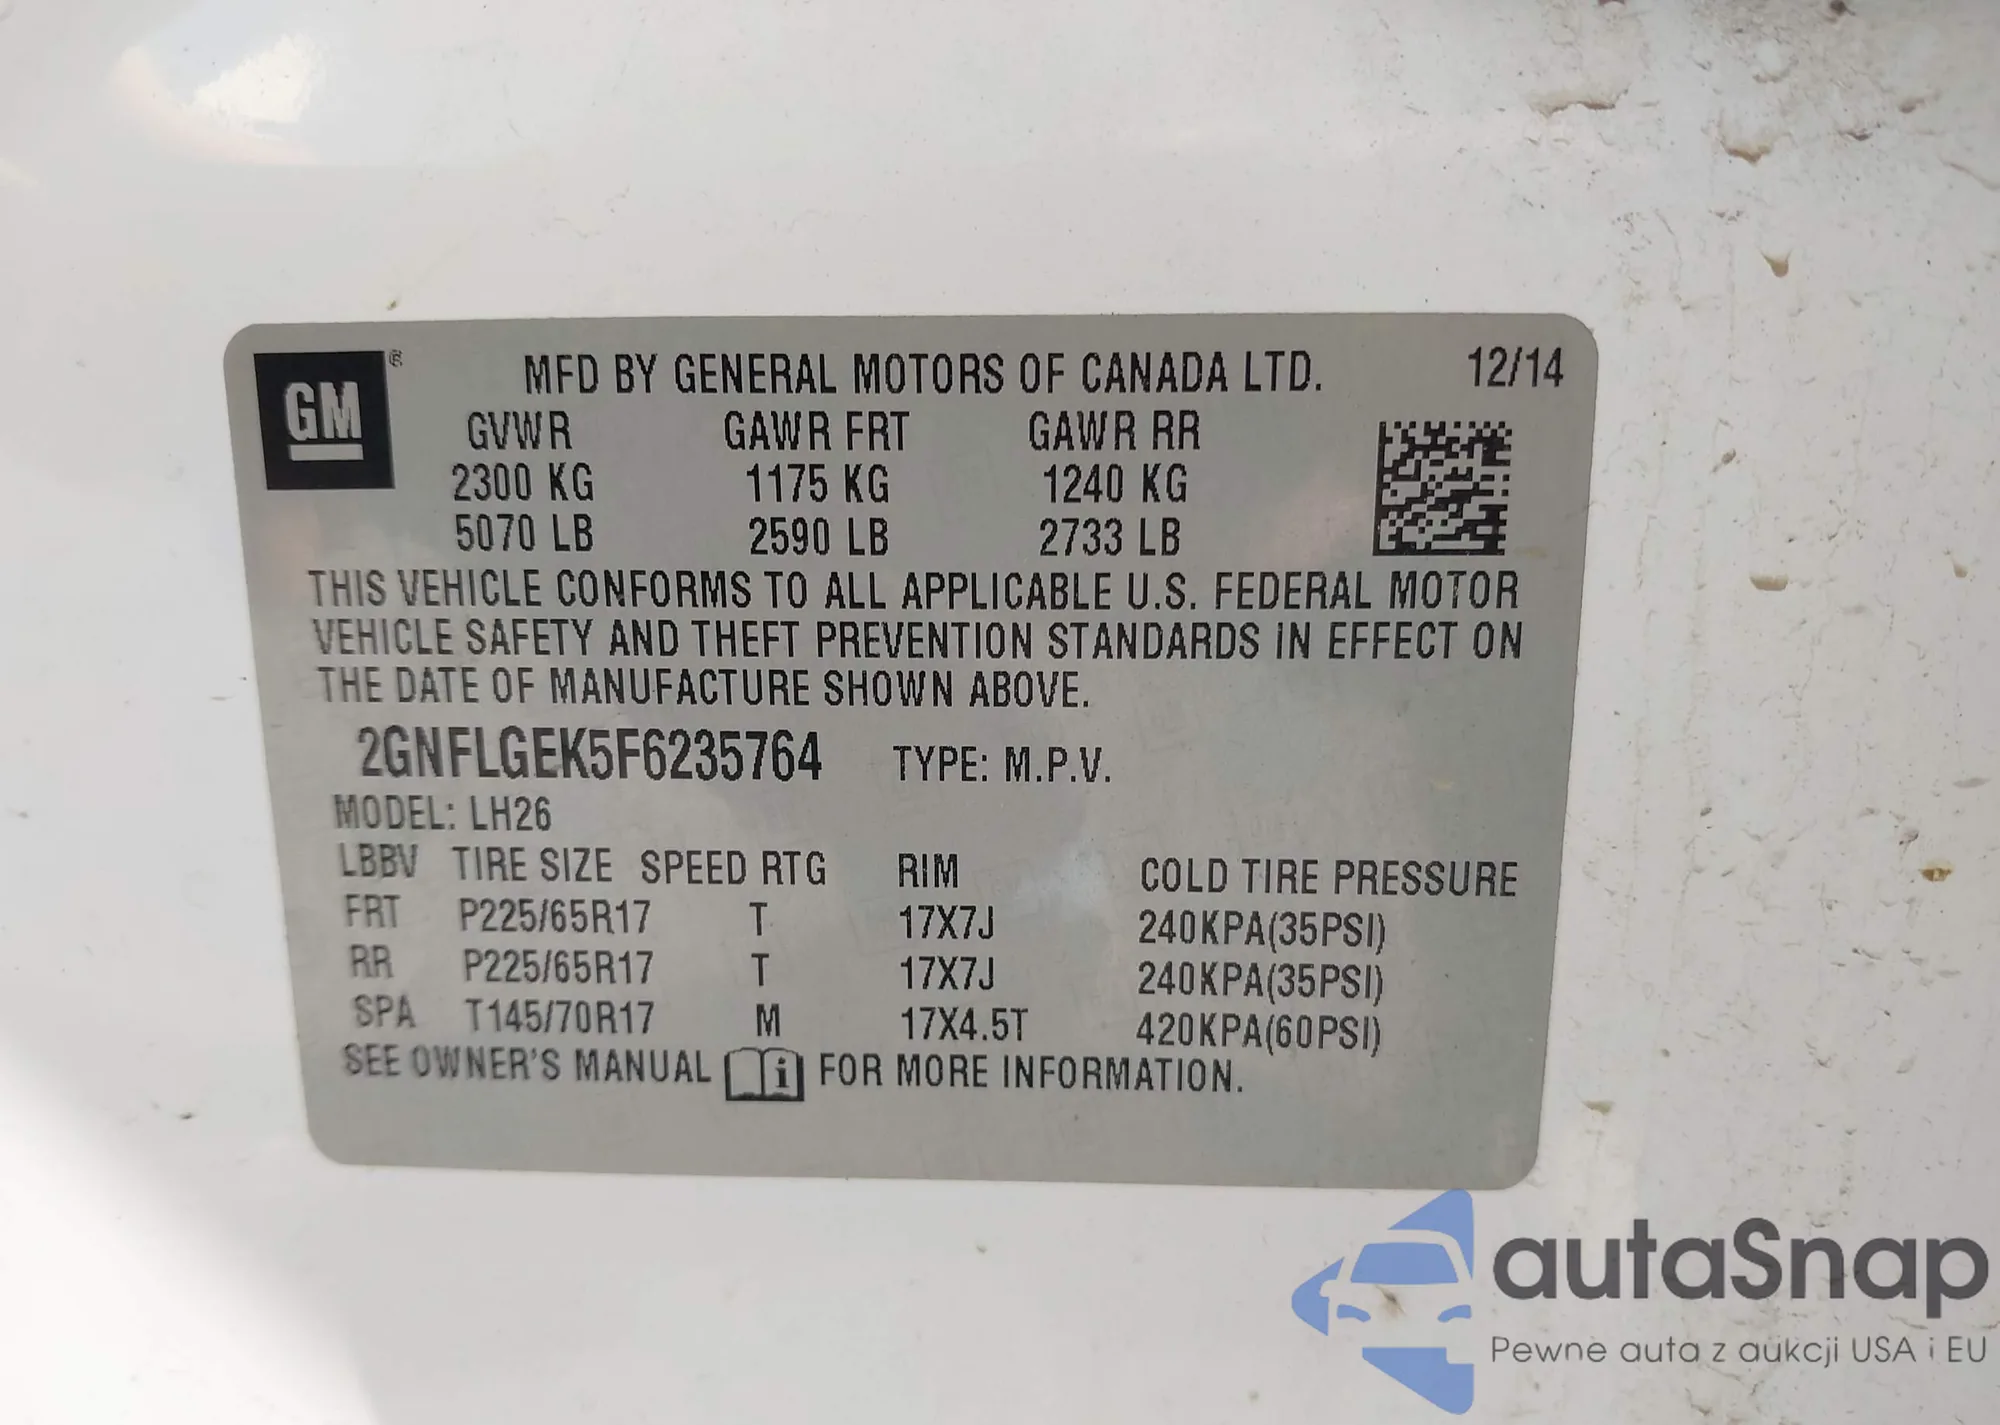 GM ® MFD BY GENERAL MOTORS OF CANADA LTD. 12/14
GVWR GAWR FRT GAWR RR
2300 KG 1175 KG 1240 KG
5070 LB 2590 LB 2733 LB
THIS VEHICLE CONFORMS TO ALL APPLICABLE U.S. FEDERAL MOTOR
VEHICLE SAFETY AND THEFT PREVENTION STANDARDS IN EFFECT ON
THE DATE OF MANUFACTURE SHOWN ABOVE.
2GNFLGEK5F6235764 TYPE: M.P.V.
MODEL: LH26
LBBV TIRE SIZE SPEED RTG RIM COLD TIRE PRESSURE
FRT P225/65R17 T 17X7J 240KPA(35PSI)
RR P225/65R17 T 17X7J 240KPA(35PSI)
SPA T145/70R17 M 17X4.5T 420KPA(60PSI)
SEE OWNER'S MANUAL i FOR MORE INFORMATION.
autaSnap
Pewne auta z aukcji USA i EU